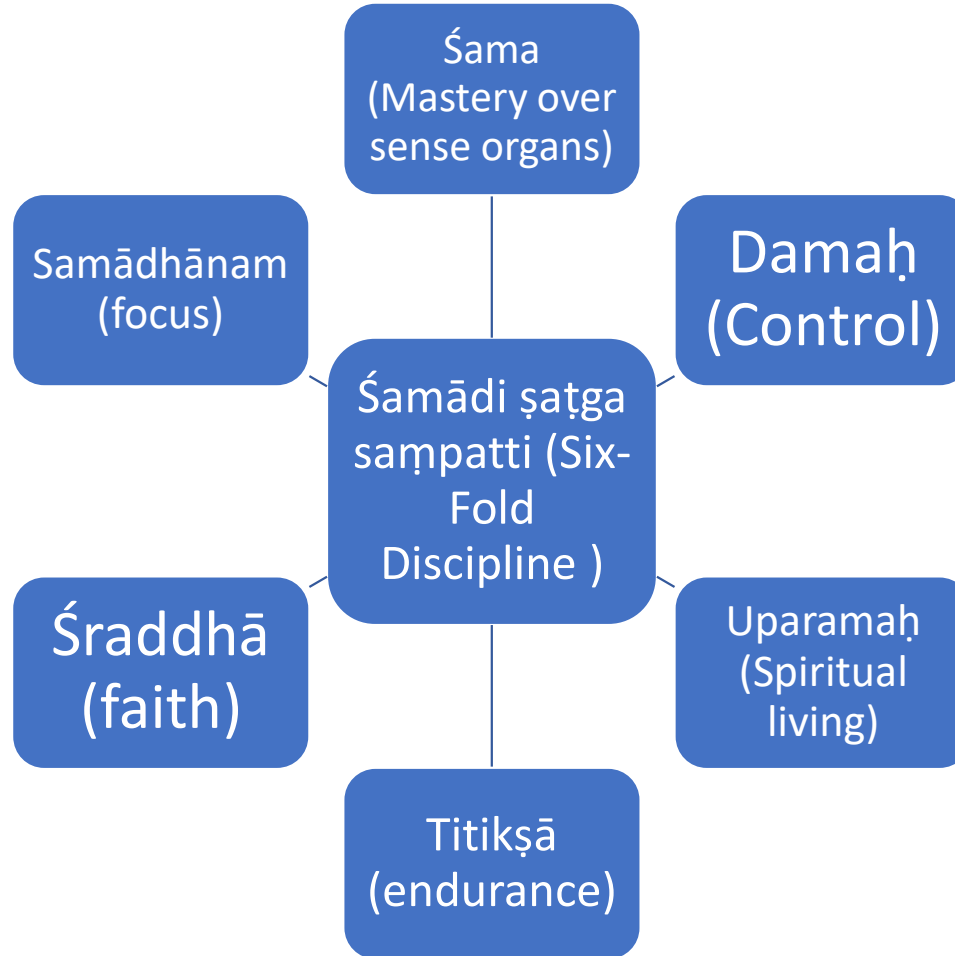 Śama
(Mastery over
sense organs)
Damaḥ
(Control)
Uparamaḥ
(Spiritual
living)
Titikṣā
(endurance)
Śraddhā
(faith)
Samādhānam
(focus)
Śamādi ṣaṭga
saṃpatti (Six-
Fold
Discipline )